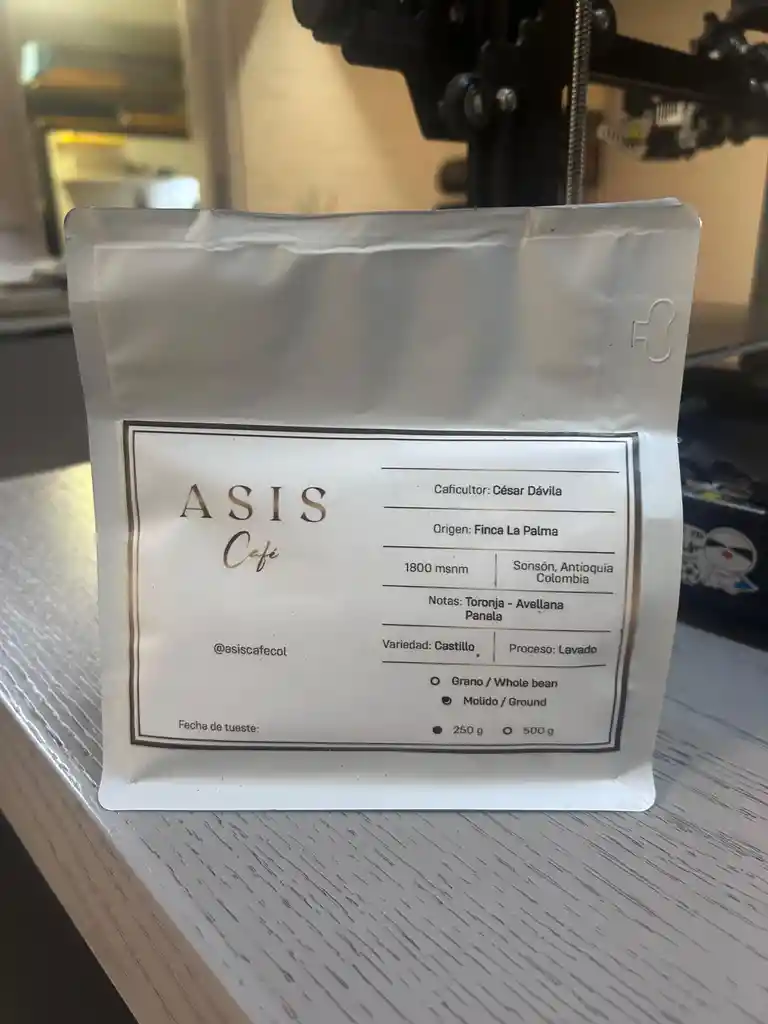 ASIS
Café
@asiscafecol
Fecha de tueste:
Caficultor: César Dávila
Origen: Finca La Palma
1800 msnm
Sonsón, Antioquia
Colombia
Notas: Toronja - Avellana
Panela
Variedad: Castillo
Proceso: Lavado
Grano / Whole bean
Molido / Ground
250 g
500 g